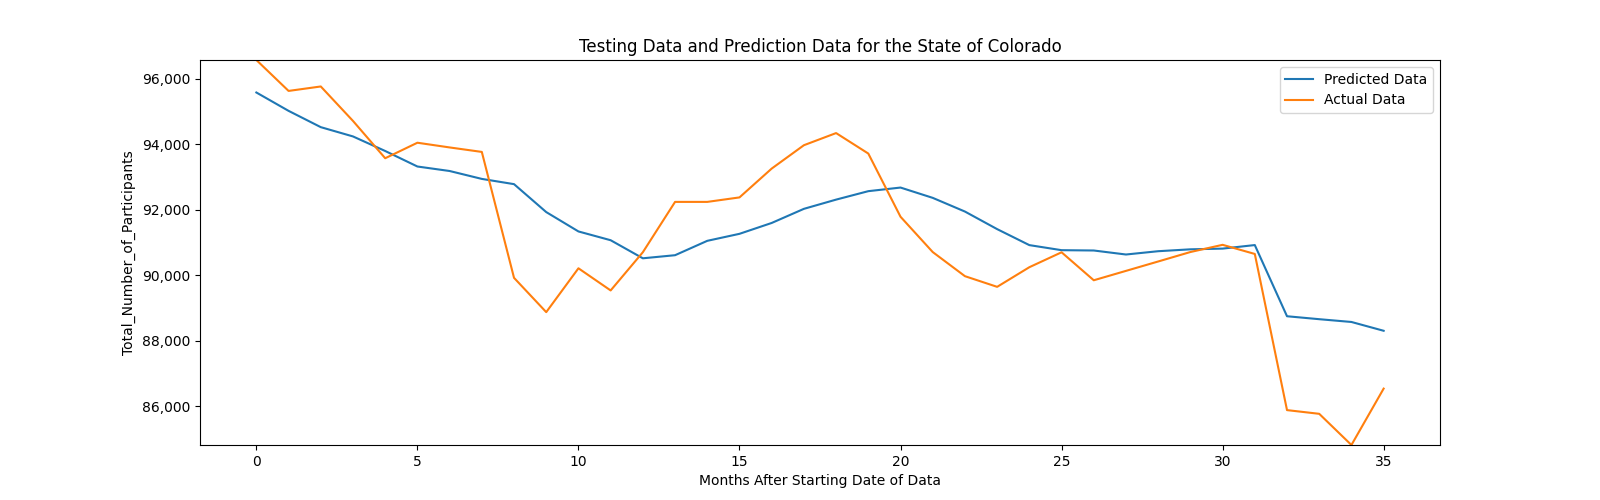 Testing Data and Prediction Data for the State of Colorado
Predicted Data
Actual Data
Total_Number_of_Participants
96,000
94,000
92,000
90,000
88,000
86,000
0 5 10 15 20 25 30 35
Months After Starting Date of Data